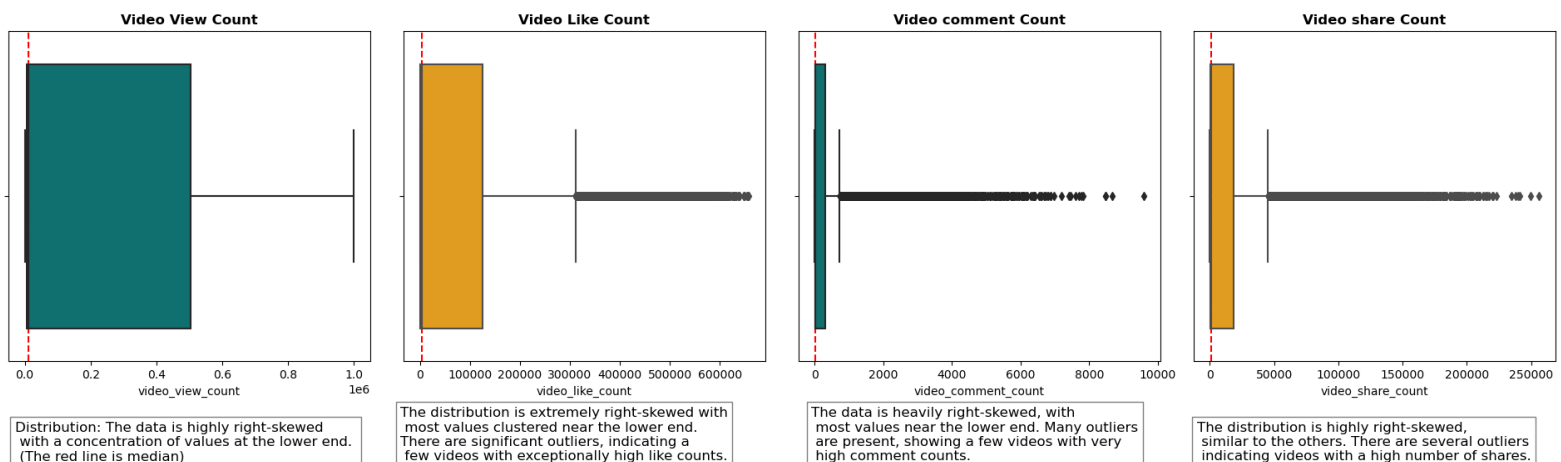 Video View Count
Video Like Count
Video comment Count
Video share Count
0.0 0.2 0.4 0.6 0.8 1.0
1e6
video_view_count
0 100000 200000 300000 400000 500000 600000
video_like_count
0 2000 4000 6000 8000 10000
video_comment_count
0 50000 100000 150000 200000 250000
video_share_count
Distribution: The data is highly right-skewed
with a concentration of values at the lower end.
(The red line is median)
The distribution is extremely right-skewed with
most values clustered near the lower end.
There are significant outliers, indicating a
few videos with exceptionally high like counts.
The data is heavily right-skewed, with
most values near the lower end. Many outliers
are present, showing a few videos with very
high comment counts.
The distribution is highly right-skewed,
similar to the others. There are several outliers
indicating videos with a high number of shares.